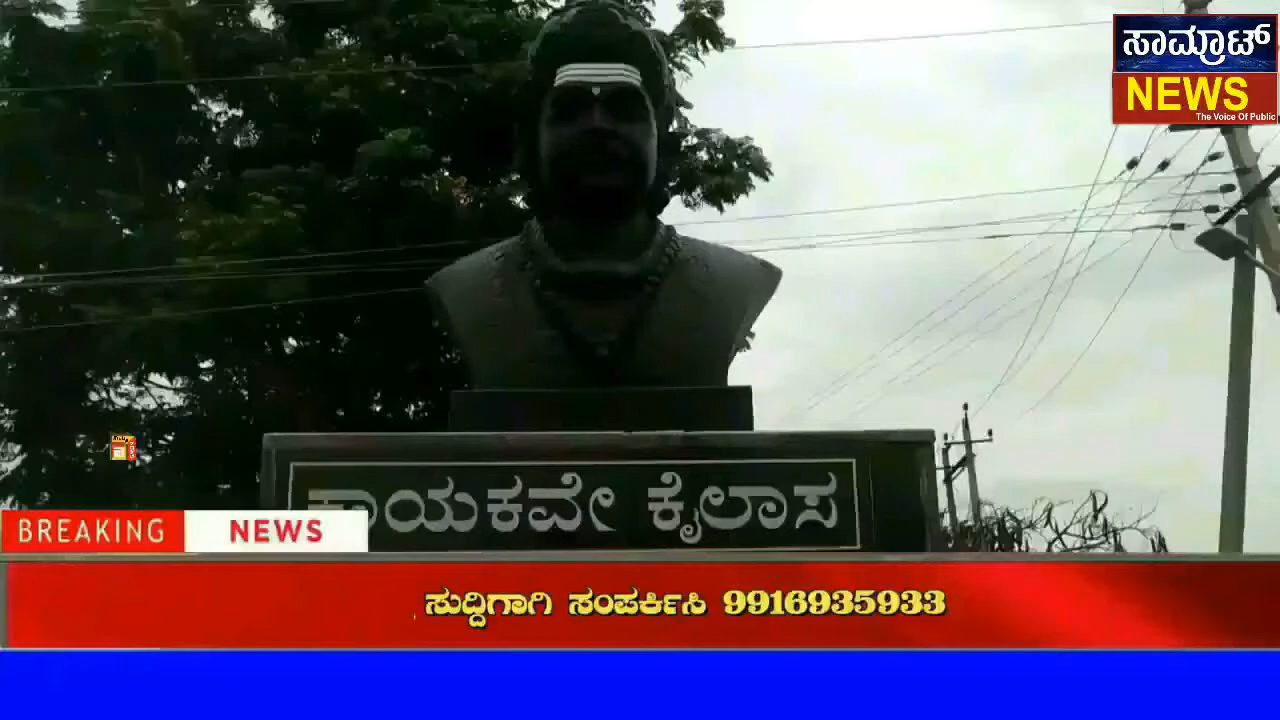 ಸಾಮ್ರಾಟ್
NEWS
The Voice Of Public
ಕಾಯಕವೇ ಕೈಲಾಸ
BREAKING NEWS
ಸುದ್ದಿಗಾಗಿ ಸಂಪರ್ಕಿಸಿ 9916935933